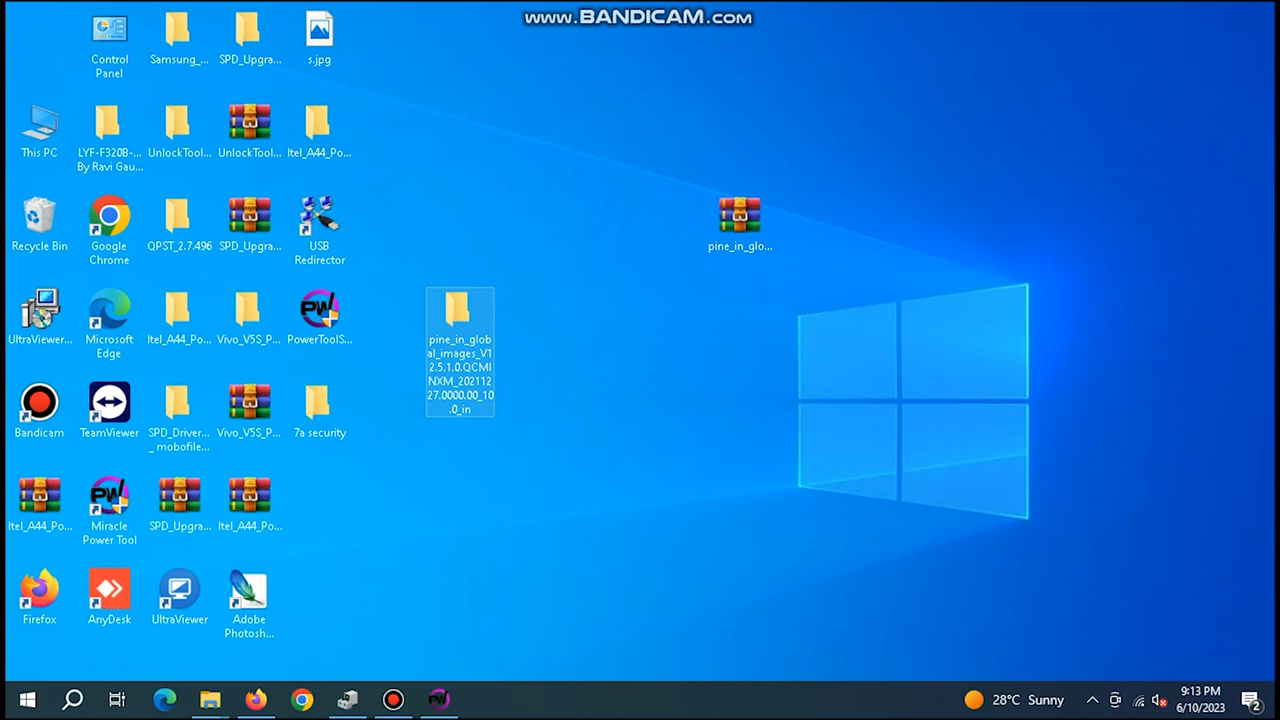 www.BANDICAM.com
Control
Panel
Samsung_...
SPD_Upgra...
s.jpg
This PC
LYF-F320B-...
By Ravi Gau...
UnlockTool...
UnlockTool...
Itel_A44_Po...
Recycle Bin
Google
Chrome
QPST_2.7.496
SPD_Upgra...
USB
Redirector
pine_in_glo...
UltraViewer...
Microsoft
Edge
Itel_A44_Po...
Vivo_V5S_P...
PowerToolS...
pine_in_glob
al_images_V1
2.5.1.0.QCMI
NXM_202112
27.0000.00_10
.0_in
Bandicam
TeamViewer
SPD_Driver...
_ mobofile...
Vivo_V5S_P...
7a security
Itel_A44_Po...
Miracle
Power Tool
SPD_Upgra...
Itel_A44_Po...
Firefox
AnyDesk
UltraViewer
Adobe
Photosh...
28°C Sunny
9:13 PM
6/10/2023
2